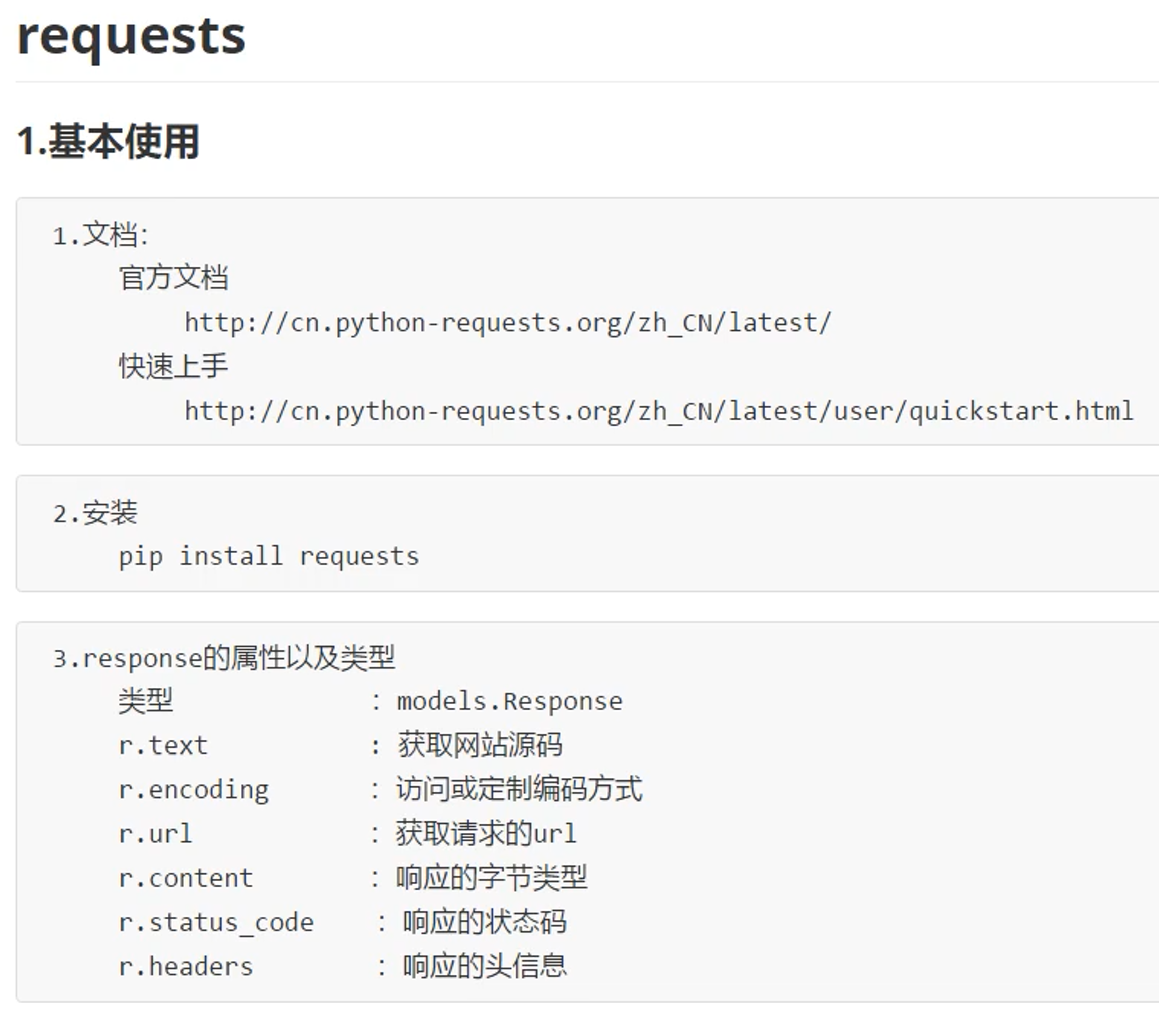 requests
1.基本使用
1.文档：
官方文档
http://cn.python-requests.org/zh_CN/latest/
快速上手
http://cn.python-requests.org/zh_CN/latest/user/quickstart.html
2.安装
pip install requests
3.response的属性以及类型
类型 ：models.Response
r.text : 获取网站源码
r.encoding ：访问或定制编码方式
r.url ：获取请求的url
r.content ：响应的字节类型
r.status_code ：响应的状态码
r.headers ：响应的头信息